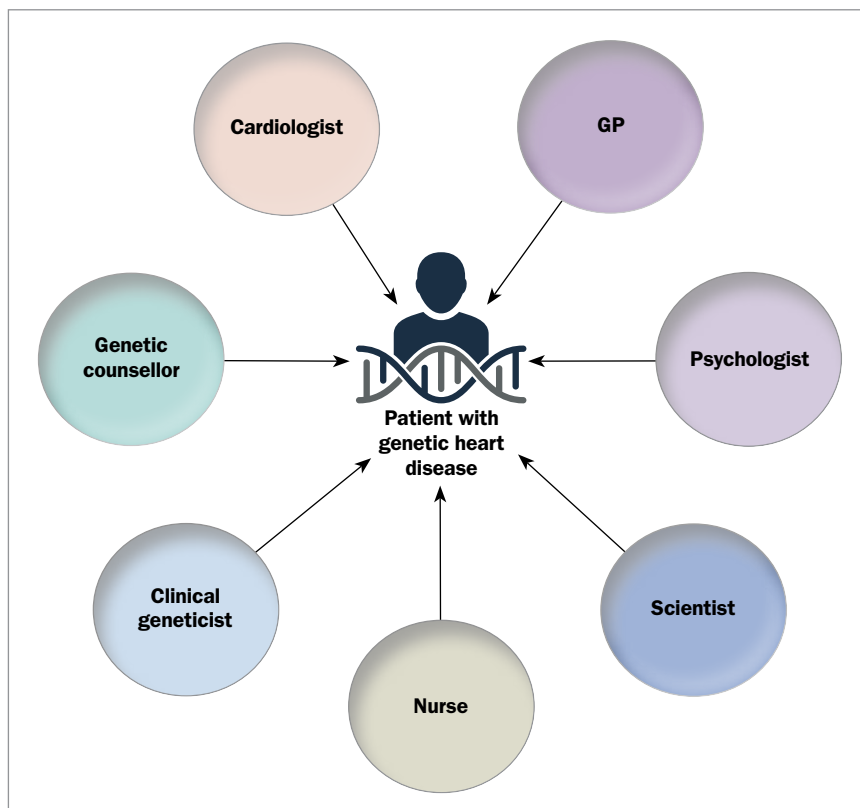 Cardiologist
GP
Genetic
counsellor
Psychologist
Patient with
genetic heart
disease
Clinical
geneticist
Scientist
Nurse